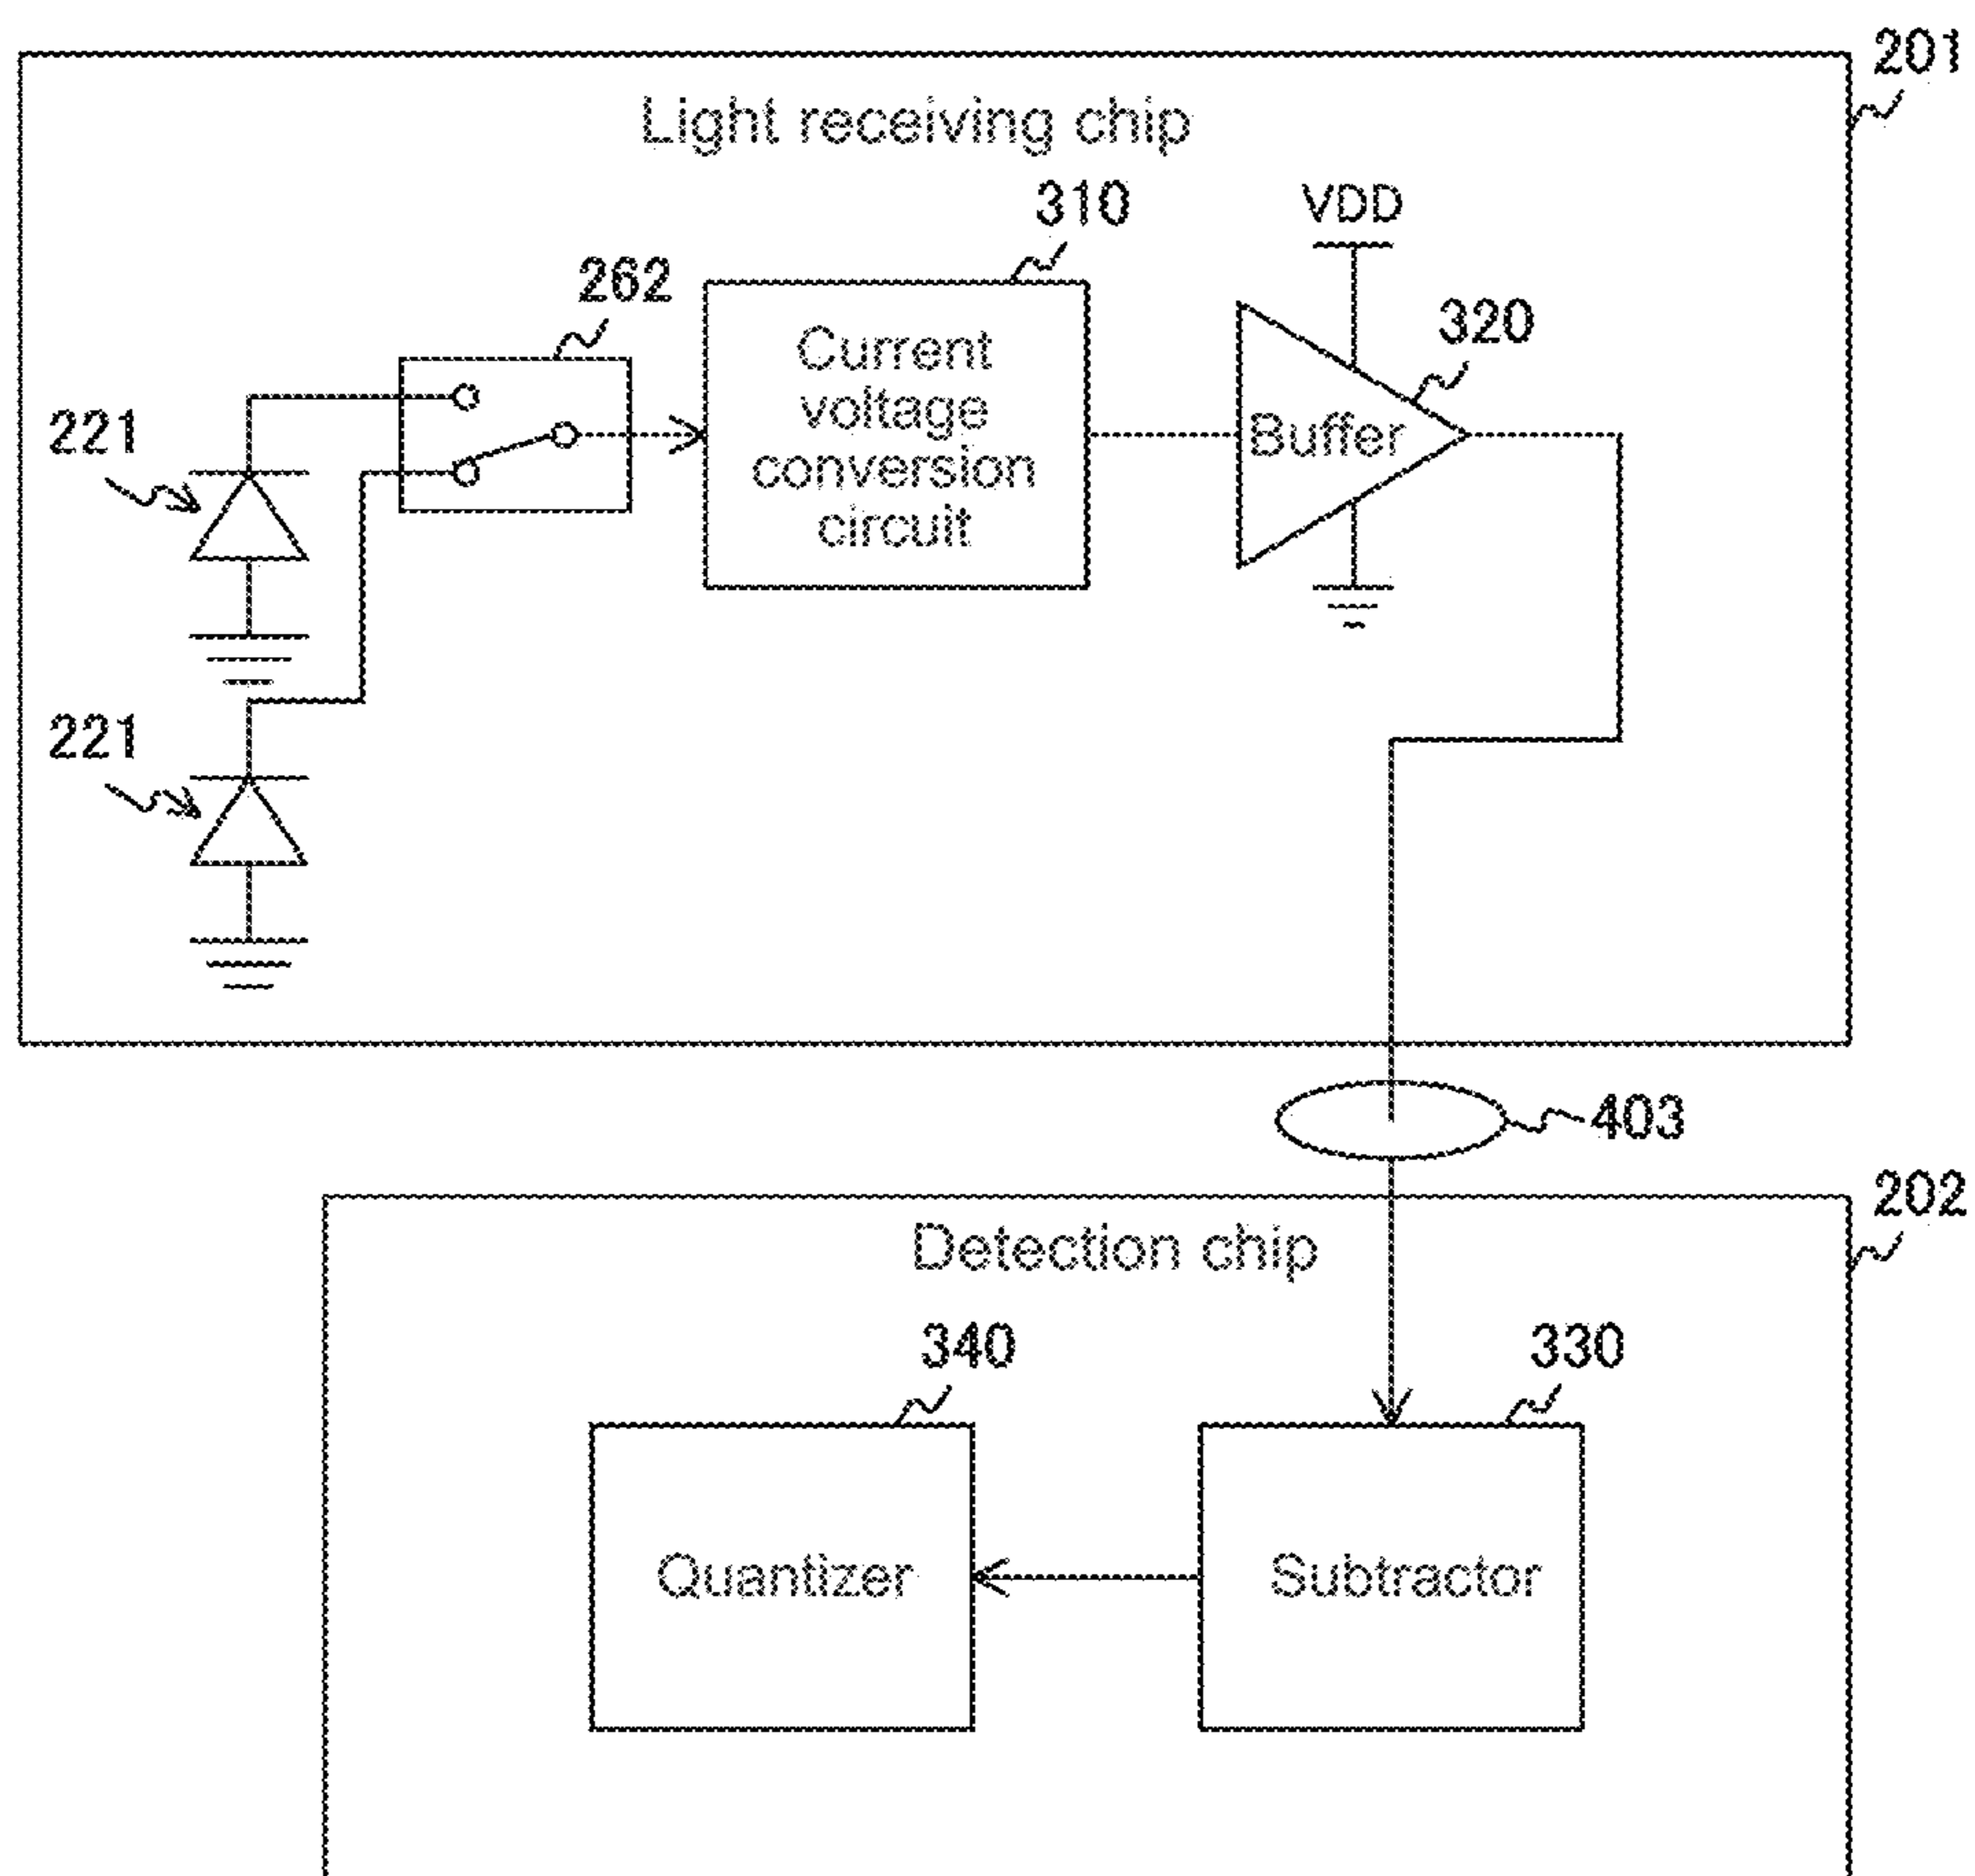 201
Light receiving chip
310
VDD
262
320
Current
voltage
conversion
circuit
Buffer
221
221
403
202
Detection chip
340
330
Quantizer
Subtractor